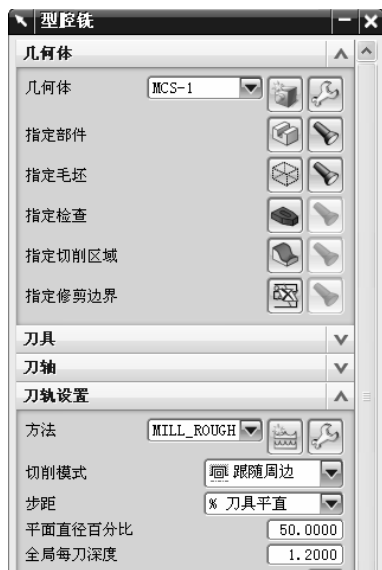 型腔铣
几何体
几何体 MCS-1
指定部件
指定毛坯
指定检查
指定切削区域
指定修剪边界
刀具
刀轴
刀轨设置
方法 MILL_ROUGH
切削模式 跟随周边
步距 % 刀具平直
平面直径百分比 50.0000
全局每刀深度 1.2000